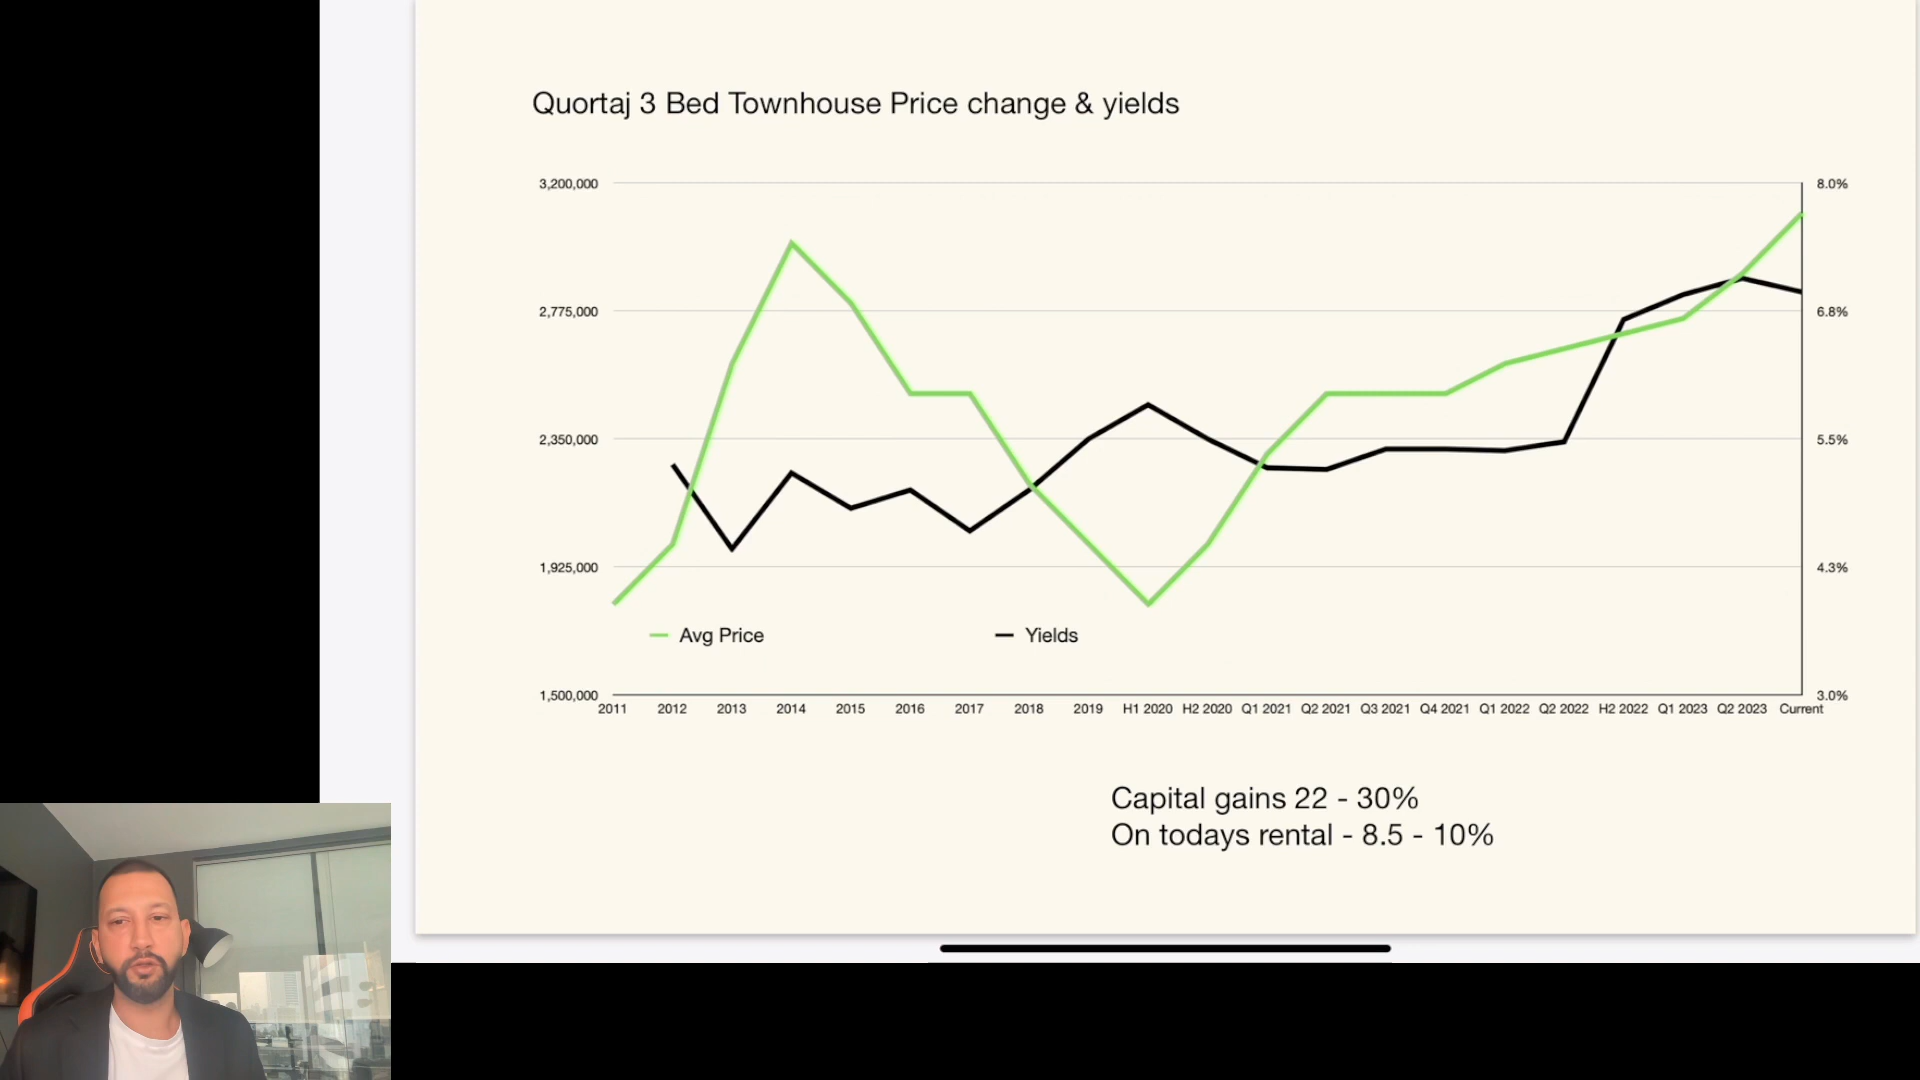 Quortaj 3 Bed Townhouse Price change & yields
3,200,000
2,775,000
2,350,000
1,925,000
1,500,000
8.0%
6.8%
5.5%
4.3%
3.0%
Avg Price
Yields
2011 2012 2013 2014 2015 2016 2017 2018 2019 H1 2020 H2 2020 Q1 2021 Q2 2021 Q3 2021 Q4 2021 Q1 2022 Q2 2022 H2 2022 Q1 2023 Q2 2023 Current
Capital gains 22 - 30%
On todays rental - 8.5 - 10%